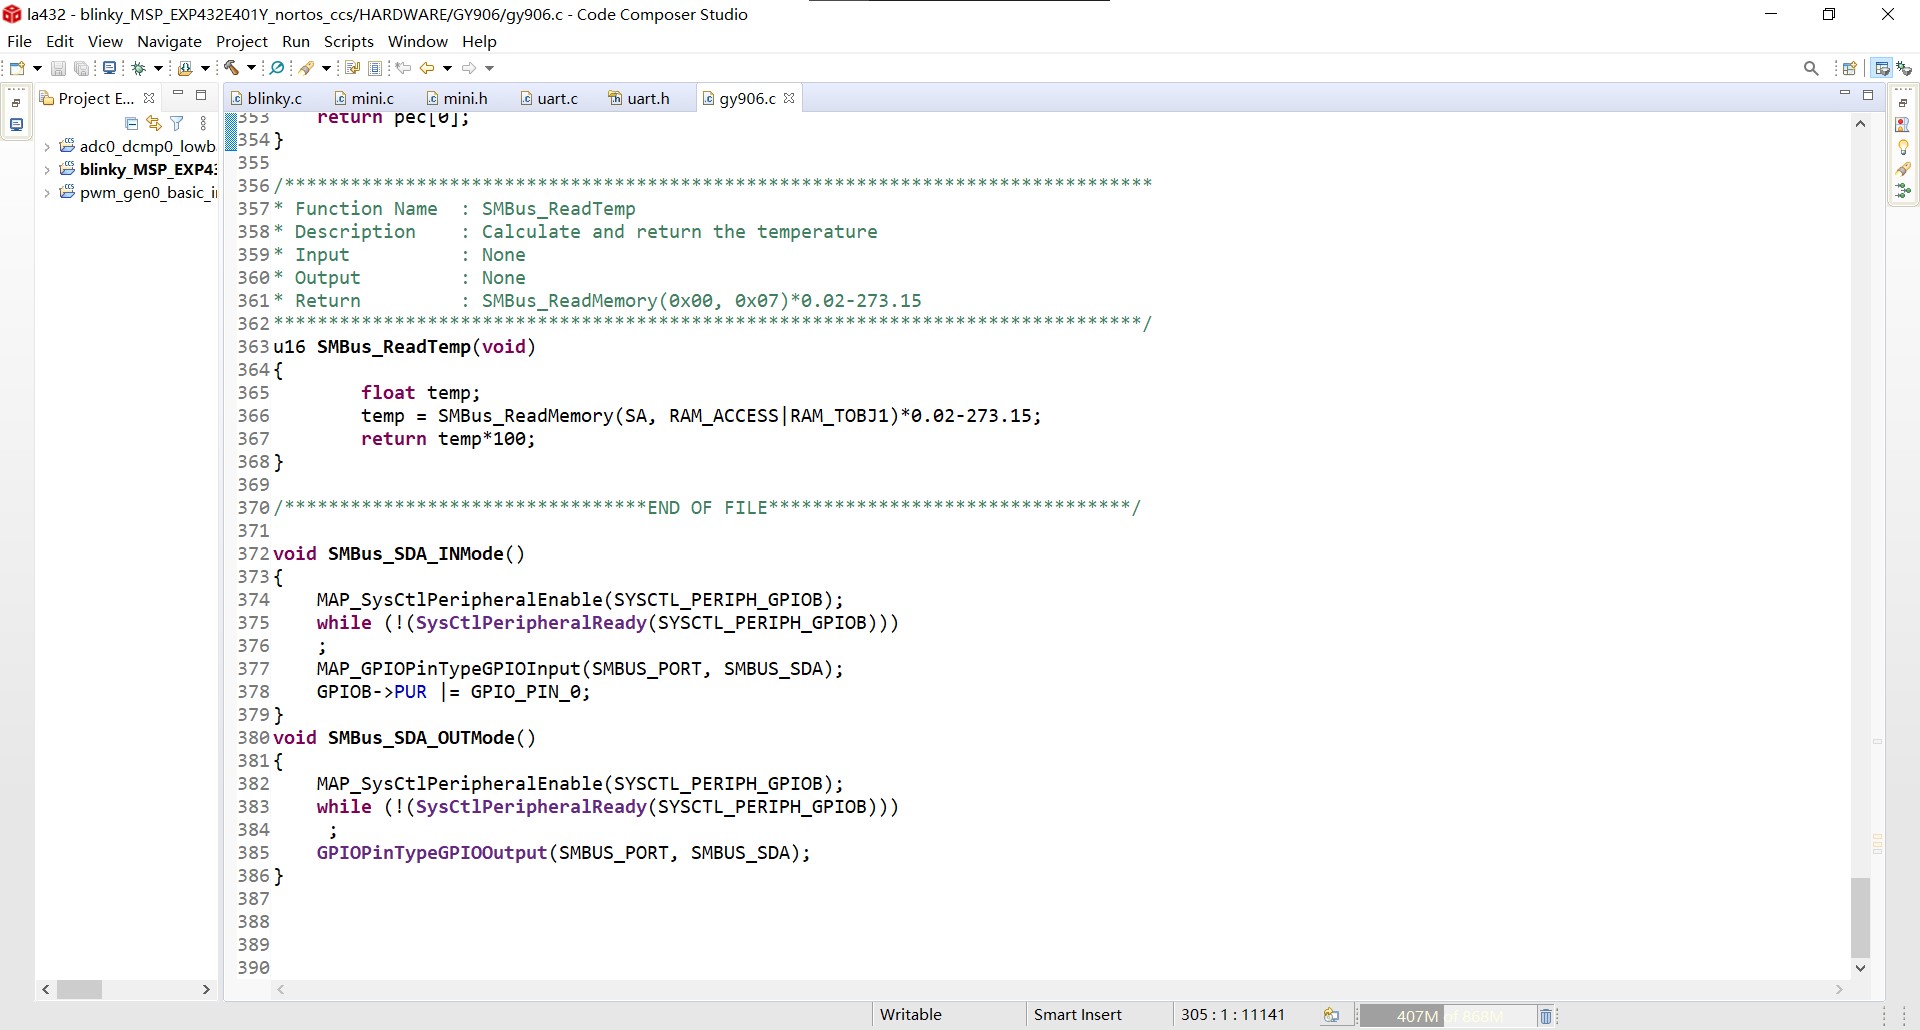 la432 - blinky_MSP_EXP432E401Y_nortos_ccs/HARDWARE/GY906/gy906.c - Code Composer Studio
File Edit View Navigate Project Run Scripts Window Help
Project E...
blinky.c mini.c mini.h uart.c uart.h gy906.c
adc0_dcmp0_lowb
blinky_MSP_EXP43
pwm_gen0_basic_i
353 return pec[0];
354 }
355
356 /*******************************************************************************
357 * Function Name : SMBus_ReadTemp
358 * Description : Calculate and return the temperature
359 * Input : None
360 * Output : None
361 * Return : SMBus_ReadMemory(0x00, 0x07)*0.02-273.15
362 *******************************************************************************/
363 u16 SMBus_ReadTemp(void)
364 {
365 float temp;
366 temp = SMBus_ReadMemory(SA, RAM_ACCESS|RAM_TOBJ1)*0.02-273.15;
367 return temp*100;
368 }
369
370 /*********************************END OF FILE*********************************/
371
372 void SMBus_SDA_INMode()
373 {
374 MAP_SysCtlPeripheralEnable(SYSCTL_PERIPH_GPIOB);
375 while (!(SysCtlPeripheralReady(SYSCTL_PERIPH_GPIOB)))
376 ;
377 MAP_GPIOPinTypeGPIOInput(SMBUS_PORT, SMBUS_SDA);
378 GPIOB->PUR |= GPIO_PIN_0;
379 }
380 void SMBus_SDA_OUTMode()
381 {
382 MAP_SysCtlPeripheralEnable(SYSCTL_PERIPH_GPIOB);
383 while (!(SysCtlPeripheralReady(SYSCTL_PERIPH_GPIOB)))
384 ;
385 GPIOPinTypeGPIOOutput(SMBUS_PORT, SMBUS_SDA);
386 }
387
388
389
390
Writable Smart Insert 305 : 1 : 11141 407M of 868M